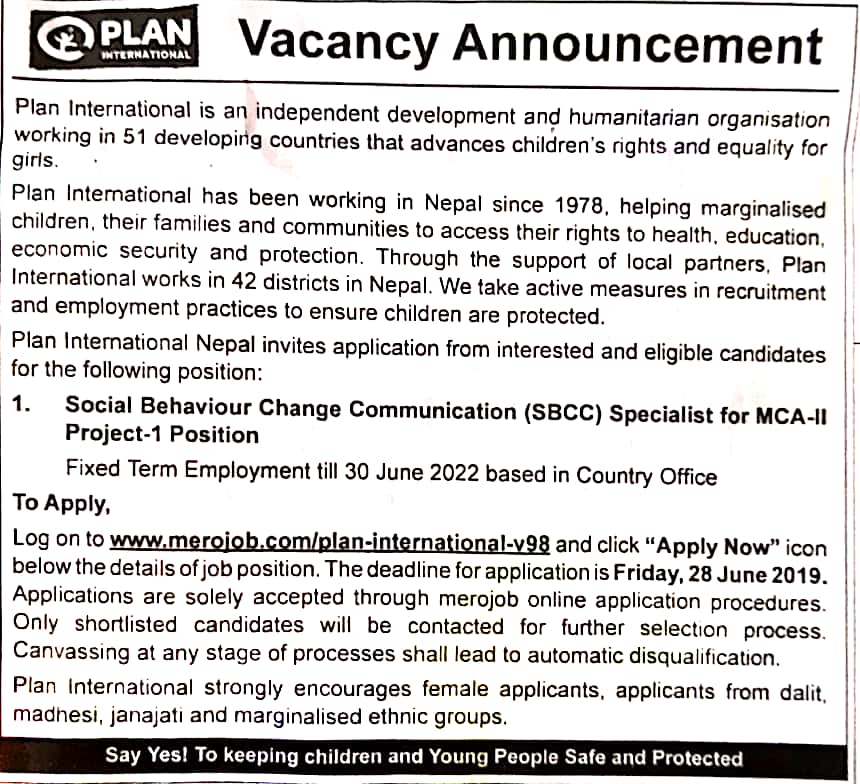 PLAN
INTERNATIONAL
Vacancy Announcement
Plan International is an independent development and humanitarian organisation
working in 51 developing countries that advances children's rights and equality for
girls.
Plan International has been working in Nepal since 1978, helping marginalised
children, their families and communities to access their rights to health, education,
economic security and protection. Through the support of local partners, Plan
International works in 42 districts in Nepal. We take active measures in recruitment
and employment practices to ensure children are protected.
Plan International Nepal invites application from interested and eligible candidates
for the following position:
1. Social Behaviour Change Communication (SBCC) Specialist for MCA-II
Project-1 Position
Fixed Term Employment till 30 June 2022 based in Country Office
To Apply,
Log on to www.merojob.com/plan-international-v98 and click "Apply Now" icon
below the details of job position. The deadline for application is Friday, 28 June 2019.
Applications are solely accepted through merojob online application procedures.
Only shortlisted candidates will be contacted for further selection process.
Canvassing at any stage of processes shall lead to automatic disqualification.
Plan International strongly encourages female applicants, applicants from dalit,
madhesi, janajati and marginalised ethnic groups.
Say Yes! To keeping children and Young People Safe and Protected